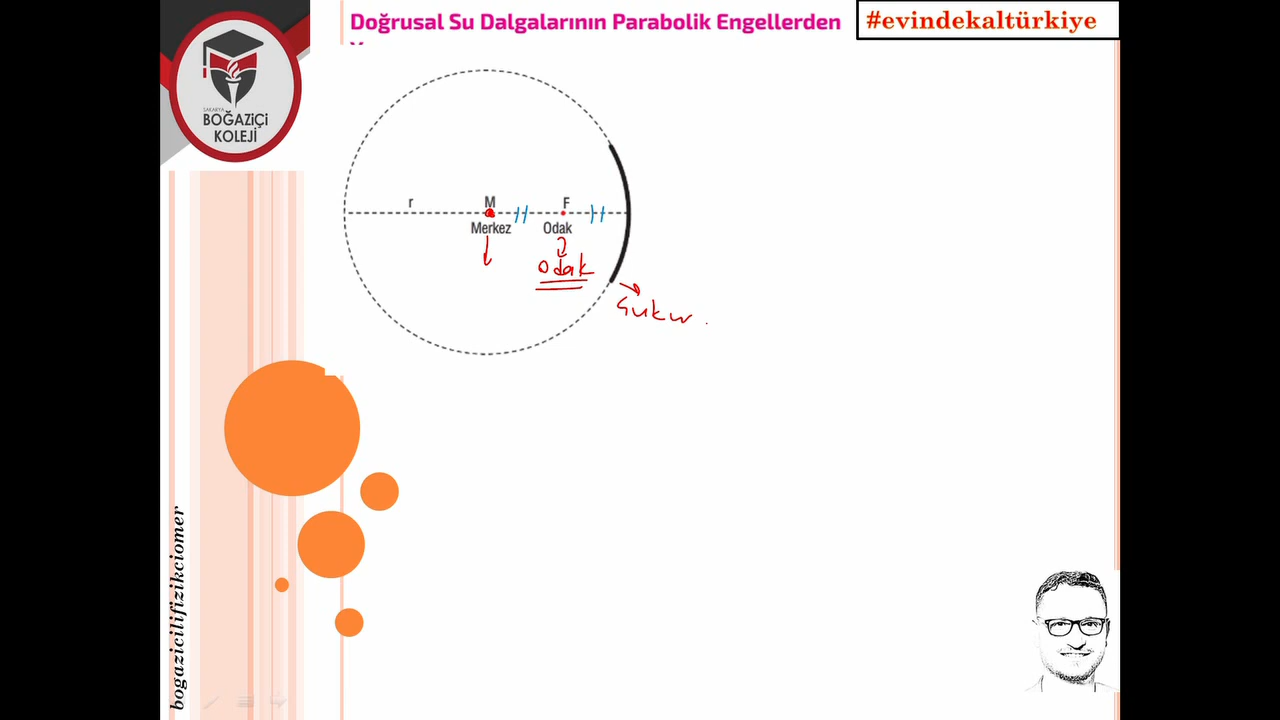 Doğrusal Su Dalgalarının Parabolik Engellerden
#evindekaltürkiye
SAKARYA
BOĞAZİÇİ
KOLEJİ
r
M
F
Merkez
Odak
odak
Çukur
bogazicilifizikciomer